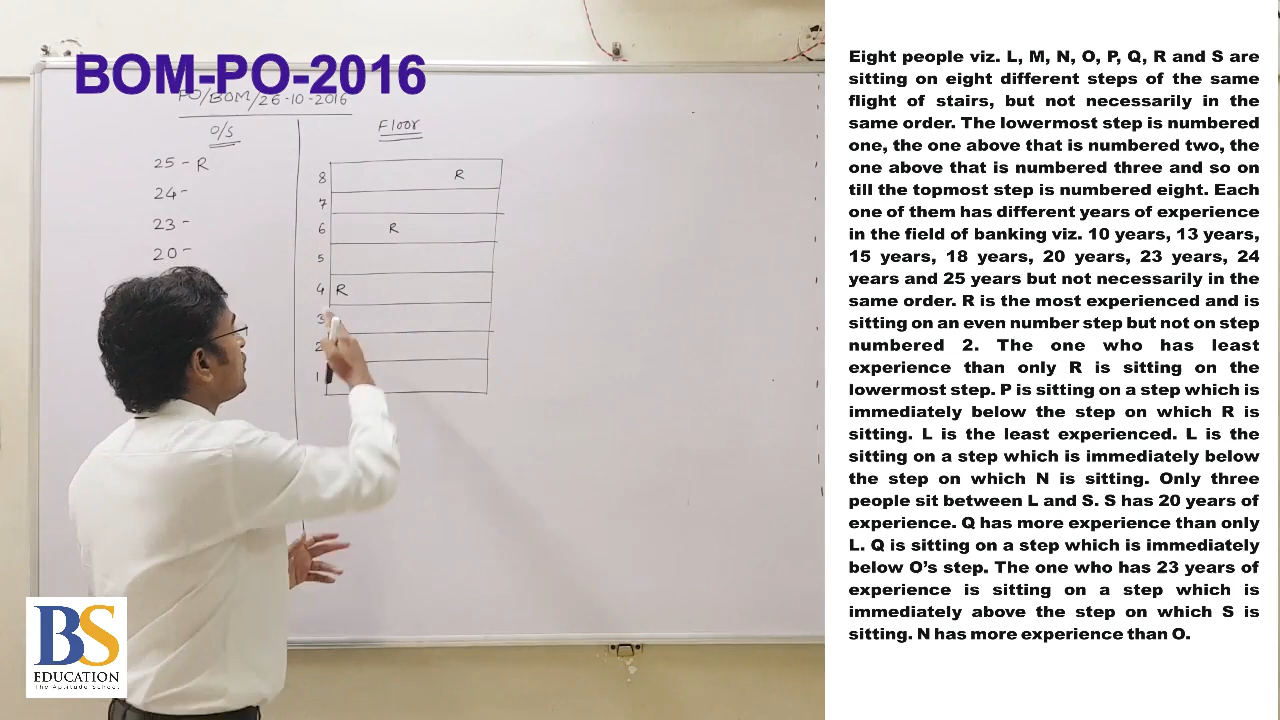 BOM-PO-2016
PO/BOM/26-10-2016
O/S
25 - R
24 -
23 -
20 -
Floor
8 R
7
6 R
5
4 R
3
2
1
BS
EDUCATION
The Aptitude School
Eight people viz. L, M, N, O, P, Q, R and S are
sitting on eight different steps of the same
flight of stairs, but not necessarily in the
same order. The lowermost step is numbered
one, the one above that is numbered two, the
one above that is numbered three and so on
till the topmost step is numbered eight. Each
one of them has different years of experience
in the field of banking viz. 10 years, 13 years,
15 years, 18 years, 20 years, 23 years, 24
years and 25 years but not necessarily in the
same order. R is the most experienced and is
sitting on an even number step but not on step
numbered 2. The one who has least
experience than only R is sitting on the
lowermost step. P is sitting on a step which is
immediately below the step on which R is
sitting. L is the least experienced. L is the
sitting on a step which is immediately below
the step on which N is sitting. Only three
people sit between L and S. S has 20 years of
experience. Q has more experience than only
L. Q is sitting on a step which is immediately
below O's step. The one who has 23 years of
experience is sitting on a step which is
immediately above the step on which S is
sitting. N has more experience than O.